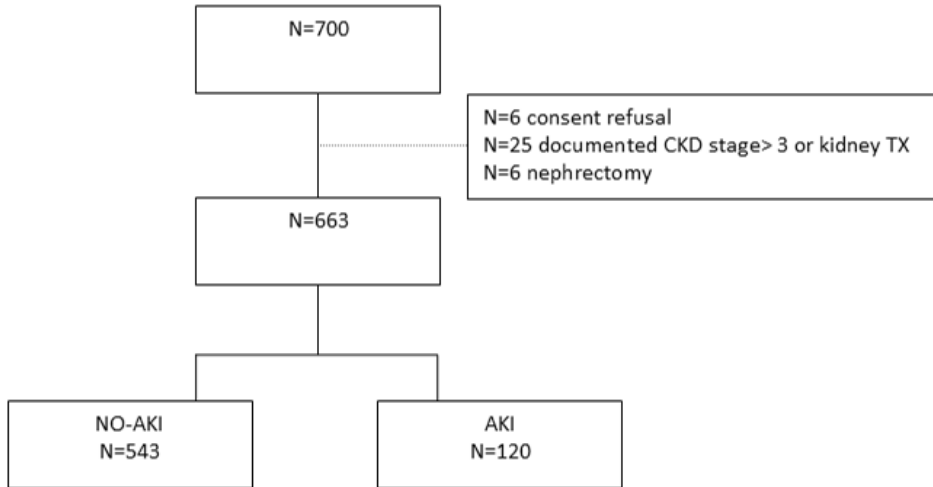 N=700
N=6 consent refusal
N=25 documented CKD stage> 3 or kidney TX
N=6 nephrectomy
N=663
NO-AKI
N=543
AKI
N=120